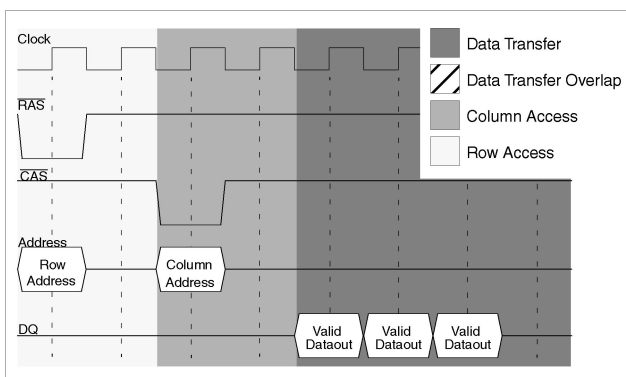 Clock
RAS
CAS
Address
Row
Address
Column
Address
DQ
Valid
Dataout
Valid
Dataout
Valid
Dataout
Data Transfer
Data Transfer Overlap
Column Access
Row Access